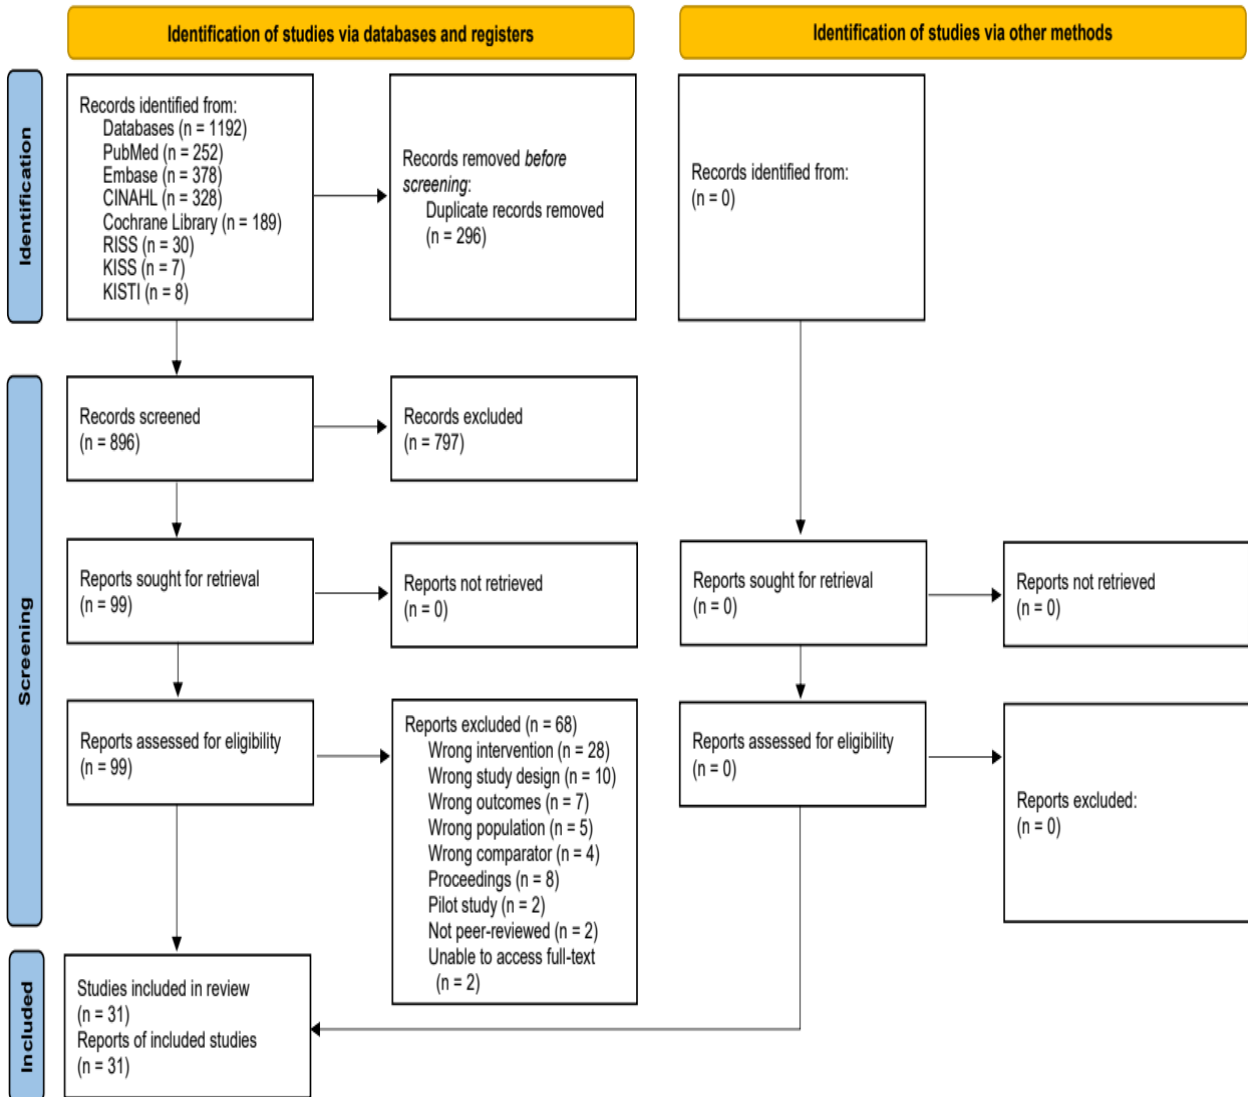 Identification of studies via databases and registers
Identification of studies via other methods
Identification
Records identified from:
Databases (n = 1192)
PubMed (n = 252)
Embase (n = 378)
CINAHL (n = 328)
Cochrane Library (n = 189)
RISS (n = 30)
KISS (n = 7)
KISTI (n = 8)
Records removed before
screening:
Duplicate records removed
(n = 296)
Records identified from:
(n = 0)
Screening
Records screened
(n = 896)
Records excluded
(n = 797)
Reports sought for retrieval
(n = 99)
Reports not retrieved
(n = 0)
Reports sought for retrieval
(n = 0)
Reports not retrieved
(n = 0)
Reports assessed for eligibility
(n = 99)
Reports excluded (n = 68)
Wrong intervention (n = 28)
Wrong study design (n = 10)
Wrong outcomes (n = 7)
Wrong population (n = 5)
Wrong comparator (n = 4)
Proceedings (n = 8)
Pilot study (n = 2)
Not peer-reviewed (n = 2)
Unable to access full-text
(n = 2)
Reports assessed for eligibility
(n = 0)
Reports excluded:
(n = 0)
Included
Studies included in review
(n = 31)
Reports of included studies
(n = 31)